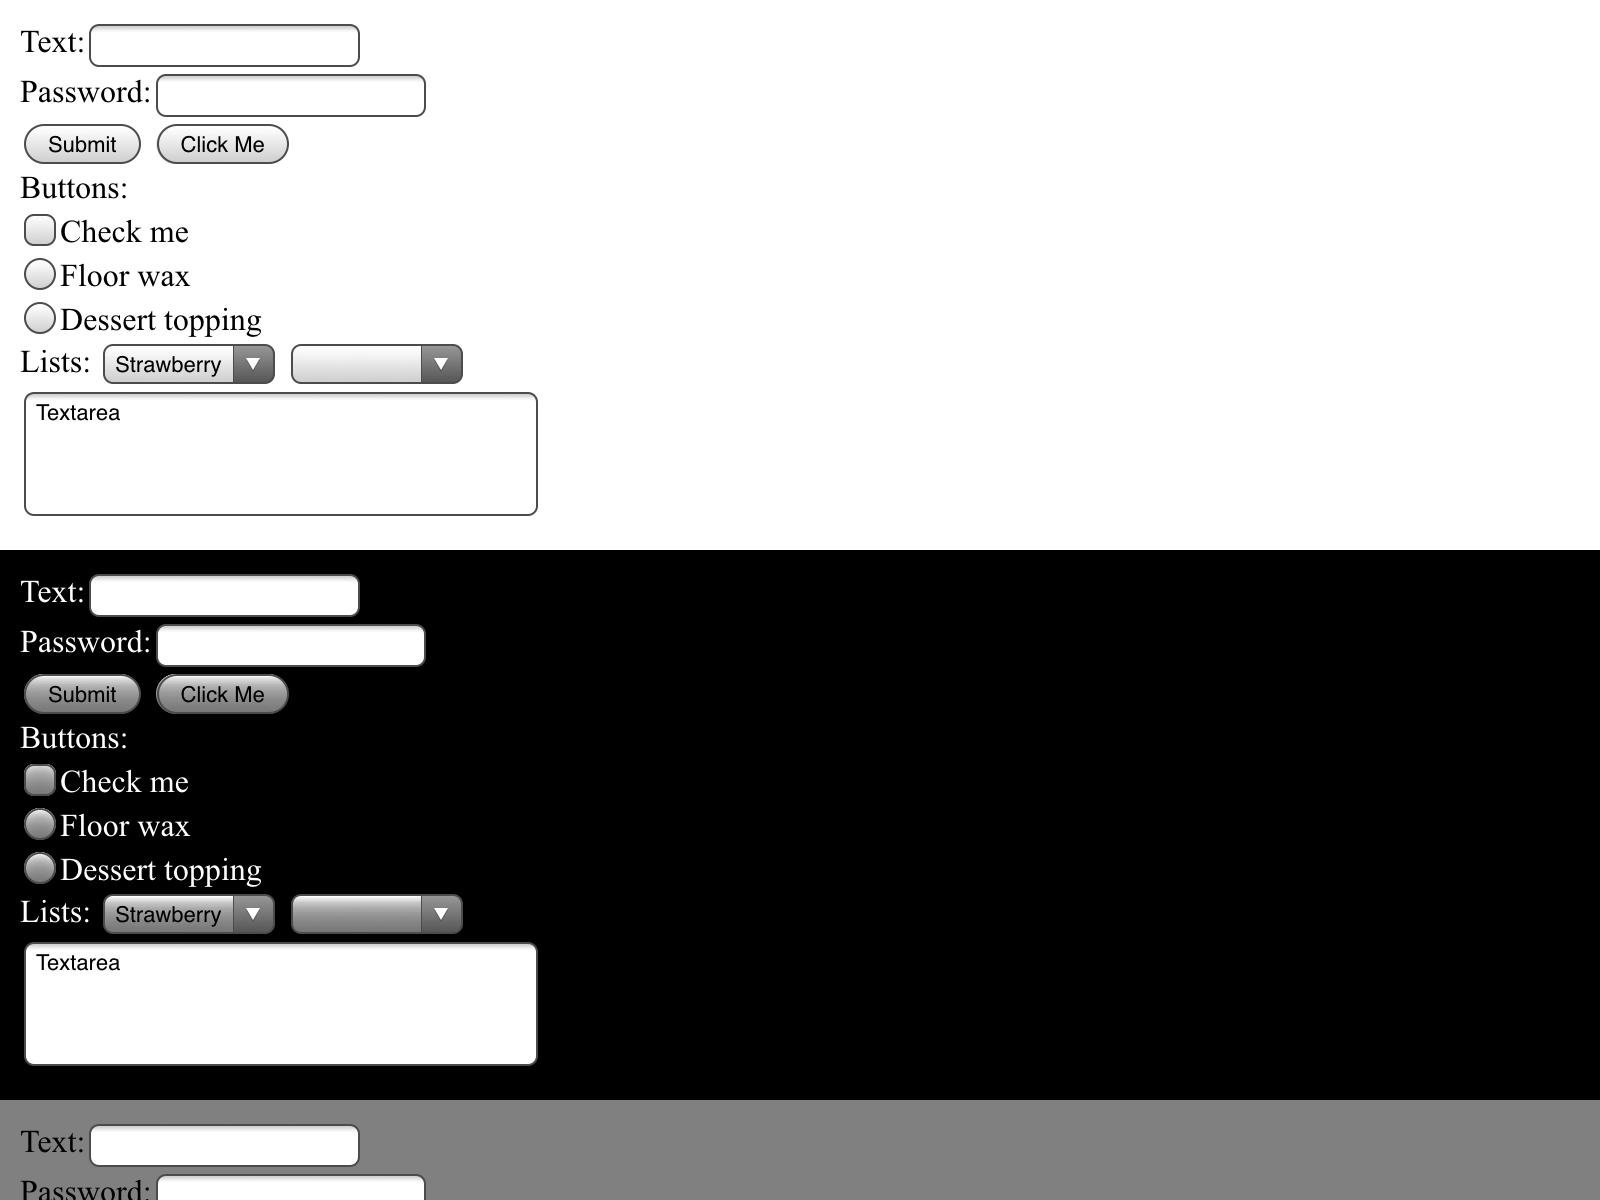 Text:
Password:
Submit Click Me
Buttons:
Check me
Floor wax
Dessert topping
Lists: Strawberry
Textarea
Text:
Password:
Submit Click Me
Buttons:
Check me
Floor wax
Dessert topping
Lists: Strawberry
Textarea
Text:
Password: